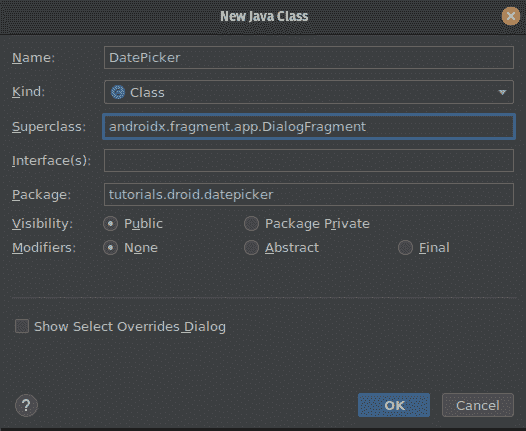 New Java Class
Name: DatePicker
Kind: Class
Superclass: androidx.fragment.app.DialogFragment
Interface(s):
Package: tutorials.droid.datepicker
Visibility: Public Package Private
Modifiers: None Abstract Final
Show Select Overrides Dialog
? OK Cancel